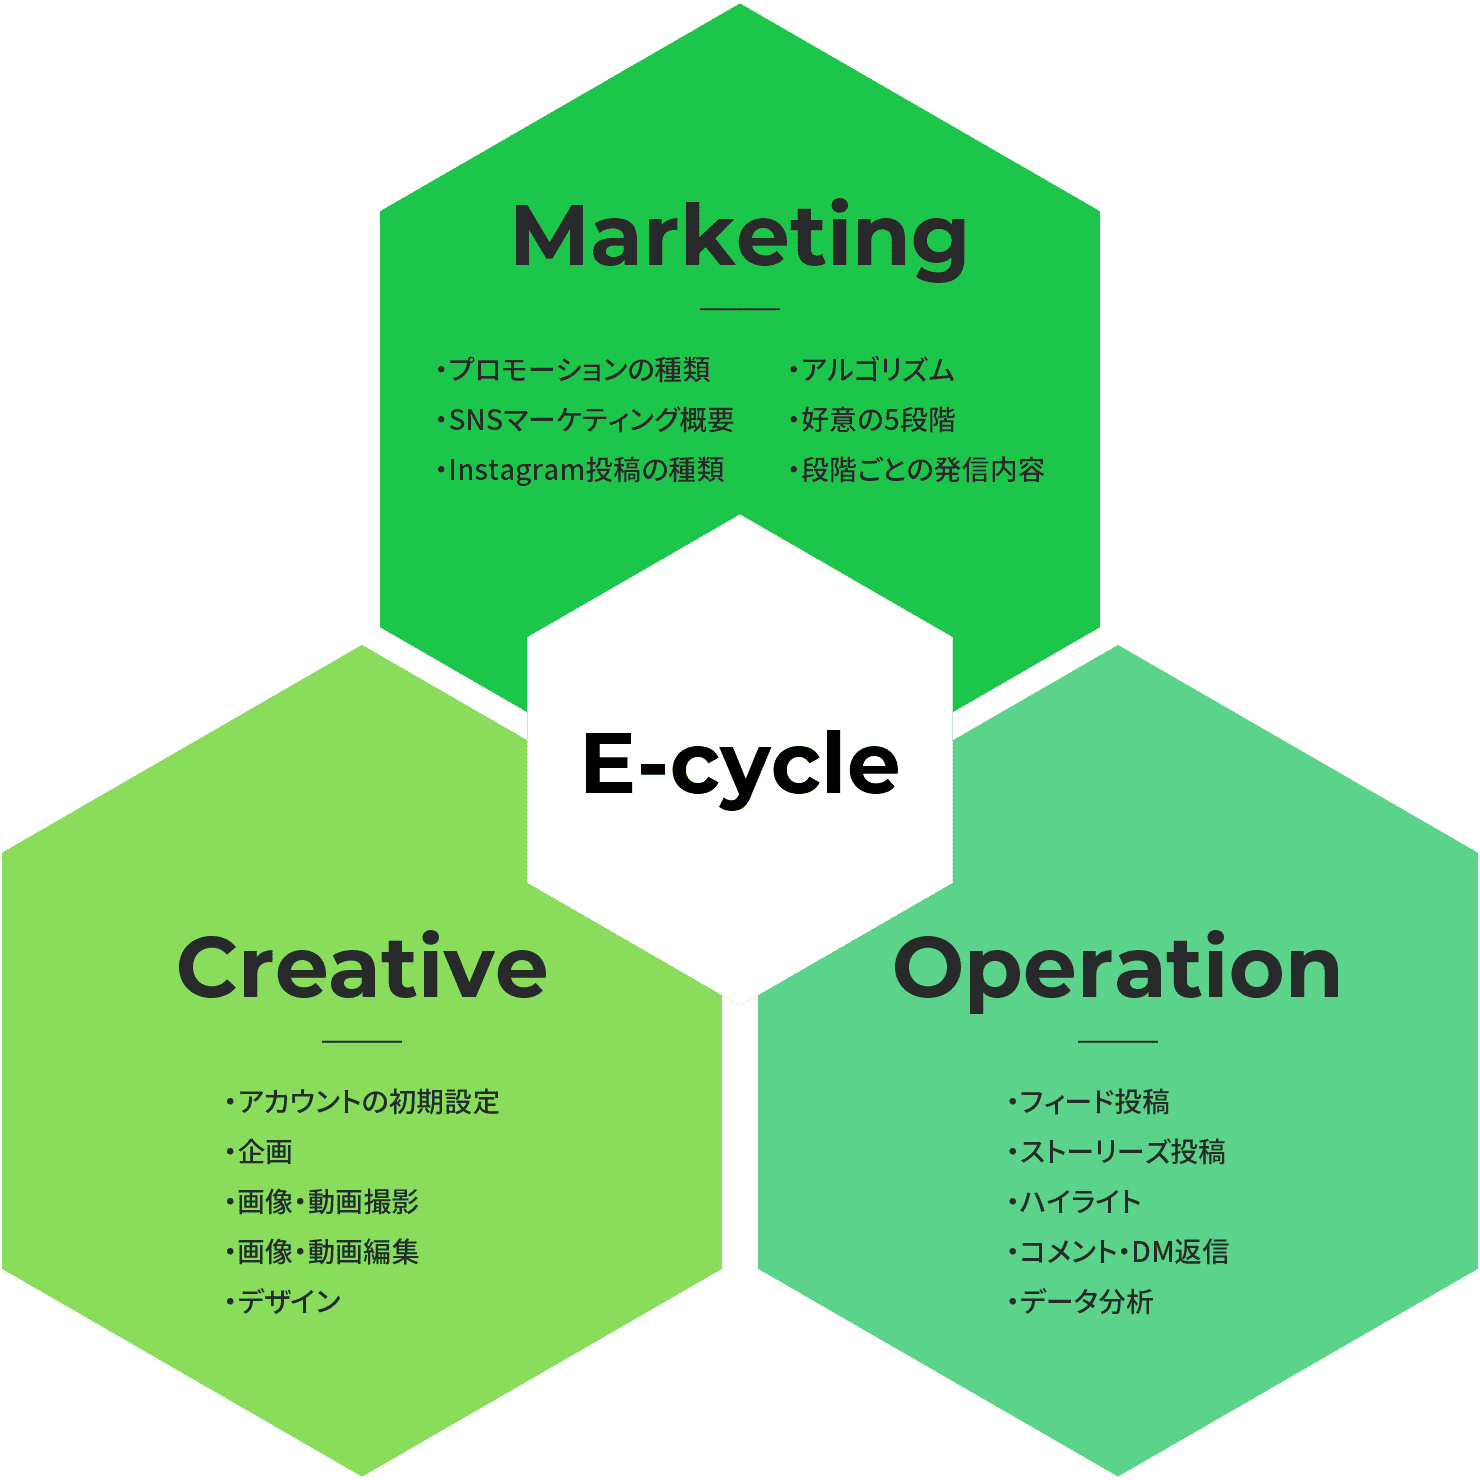 Marketing
・プロモーションの種類
・SNSマーケティング概要
・Instagram投稿の種類
・アルゴリズム
・好意の5段階
・段階ごとの発信内容
E-cycle
Creative
・アカウントの初期設定
・企画
・画像・動画撮影
・画像・動画編集
・デザイン
Operation
・フィード投稿
・ストーリーズ投稿
・ハイライト
・コメント・DM返信
・データ分析